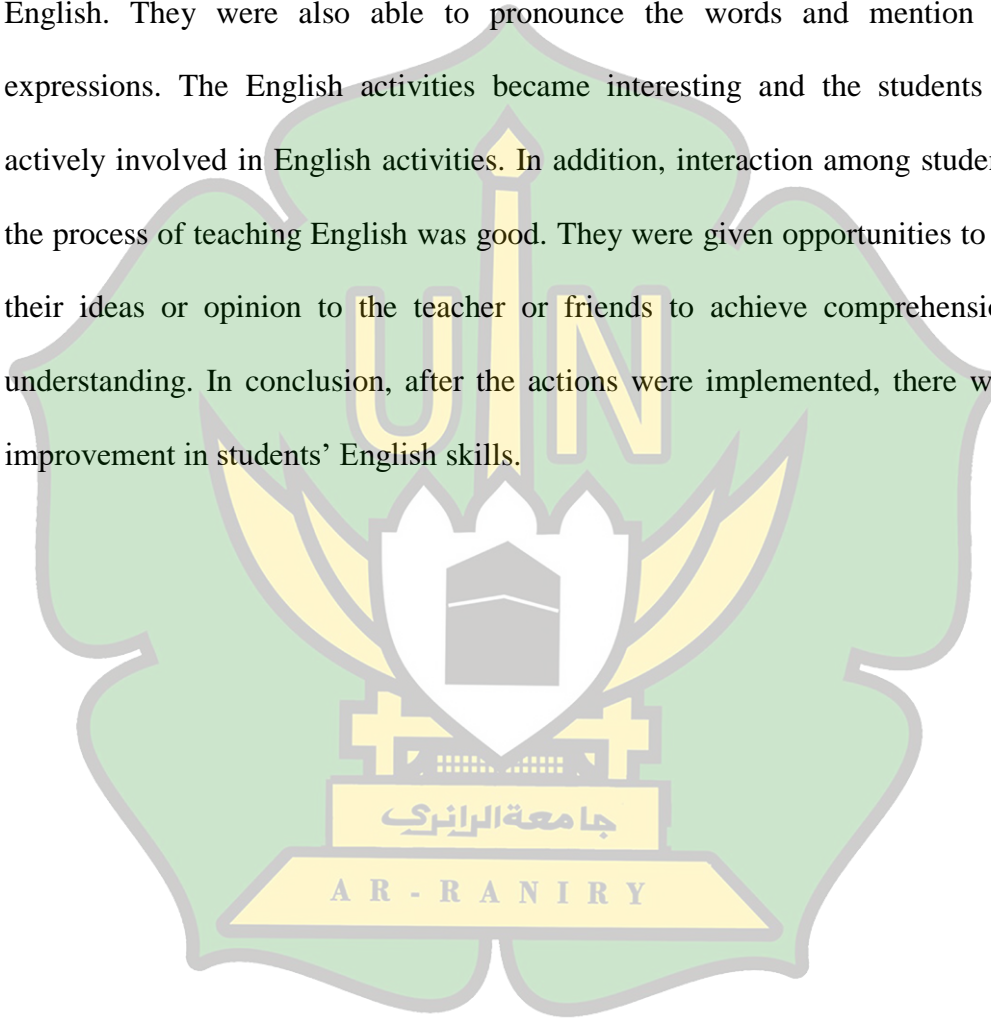 English. They were also able to pronounce the words and mention
expressions. The English activities became interesting and the students
actively involved in English activities. In addition, interaction among
the process of teaching English was good. They were given opportunities to
their ideas or opinion to the teacher or friends to achieve
understanding. In conclusion, after the actions were implemented, there
improvement in students’ English skills.
UIN
جامعةالرانري
AR-RANIRY